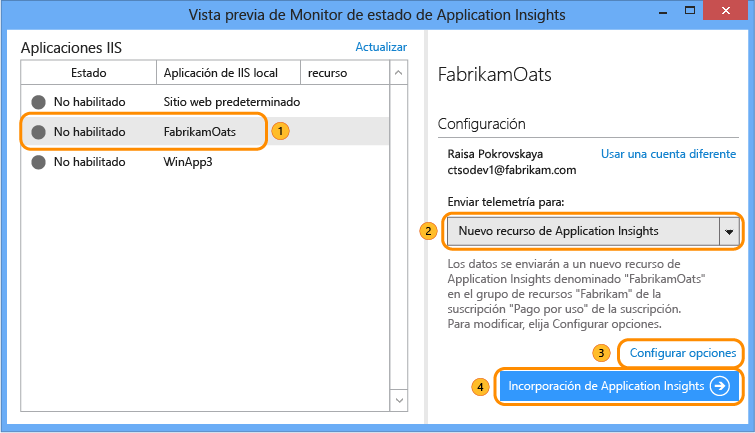 Vista previa de Monitor de estado de Application Insights
Aplicaciones IIS
Actualizar
Estado Aplicación de IIS local recurso
No habilitado Sitio web predeterminado
No habilitado FabrikamOats
1
No habilitado WinApp3
FabrikamOats
Configuración
Raisa Pokrovskaya Usar una cuenta diferente
ctsodev1@fabrikam.com
Enviar telemetría para:
2
Nuevo recurso de Application Insights
Los datos se enviarán a un nuevo recurso de
Application Insights denominado "FabrikamOats"
en el grupo de recursos "Fabrikam" de la
suscripción "Pago por uso" de la suscripción.
Para modificar, elija Configurar opciones.
3
Configurar opciones
4
Incorporación de Application Insights